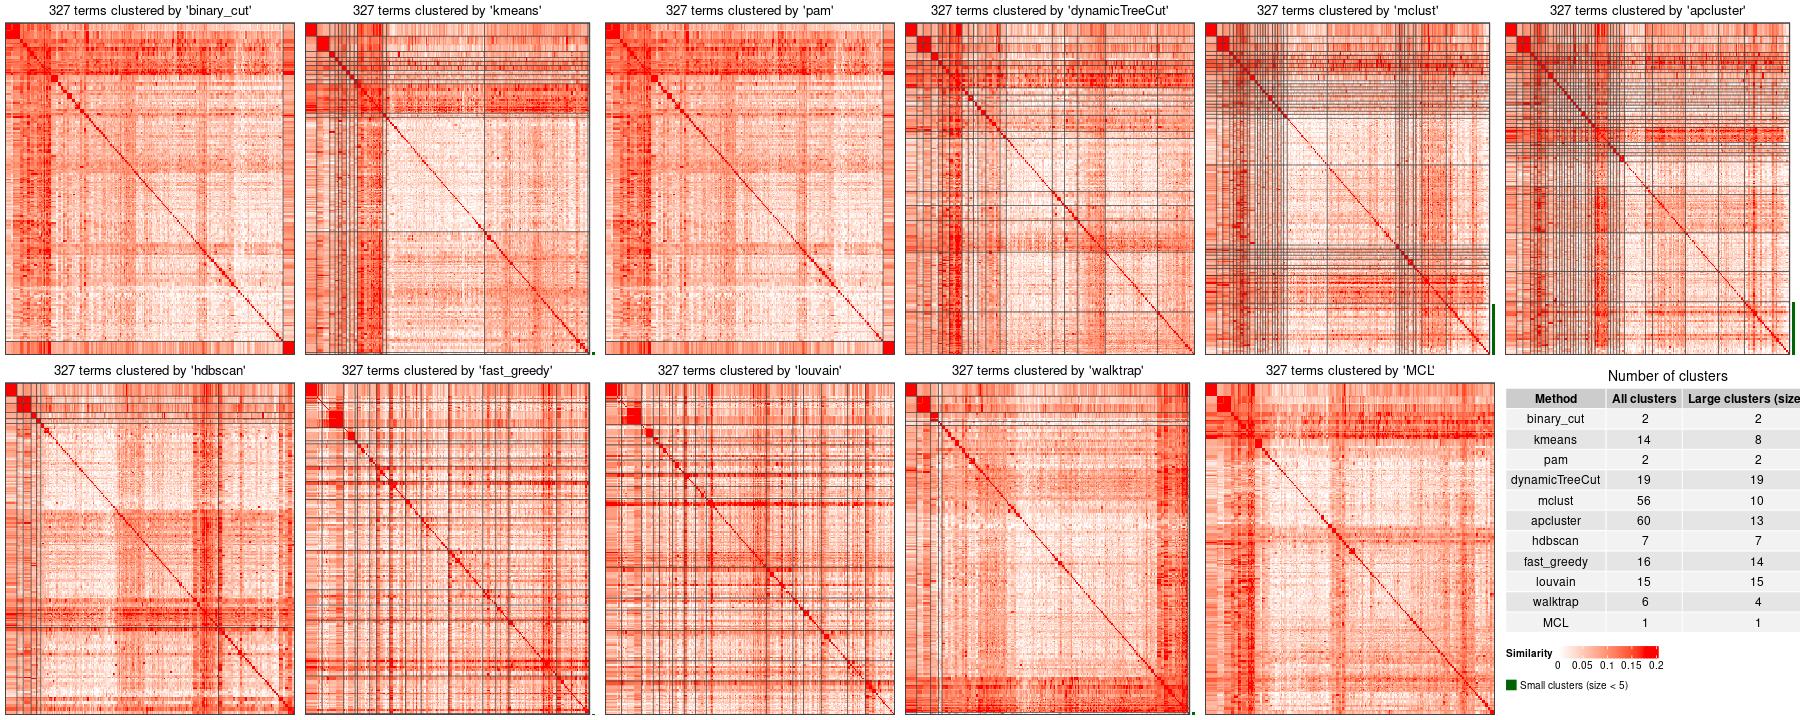 327 terms clustered by 'binary_cut'
327 terms clustered by 'kmeans'
327 terms clustered by 'pam'
327 terms clustered by 'dynamicTreeCut'
327 terms clustered by 'mclust'
327 terms clustered by 'apcluster'
327 terms clustered by 'hdbscan'
327 terms clustered by 'fast_greedy'
327 terms clustered by 'louvain'
327 terms clustered by 'walktrap'
327 terms clustered by 'MCL'
Number of clusters
Method All clusters Large clusters (size
binary_cut 2 2
kmeans 14 8
pam 2 2
dynamicTreeCut 19 19
mclust 56 10
apcluster 60 13
hdbscan 7 7
fast_greedy 16 14
louvain 15 15
walktrap 6 4
MCL 1 1
Similarity
0 0.05 0.1 0.15 0.2
Small clusters (size < 5)